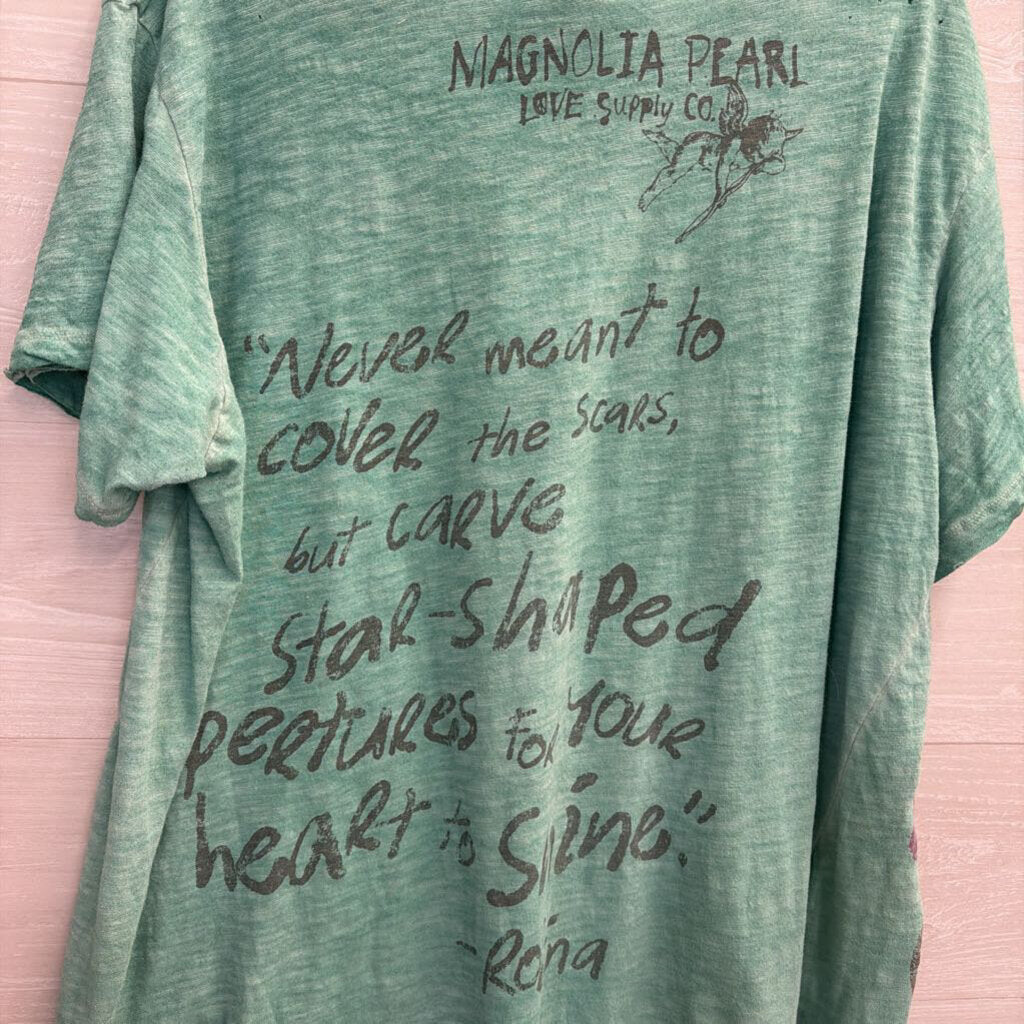 MAGNOLIA PEARL
LOVE SUPPLY CO.
"Never meant to
cover the scars,
but carve
star-shaped
pertures for your
heart to shine."
-Robina